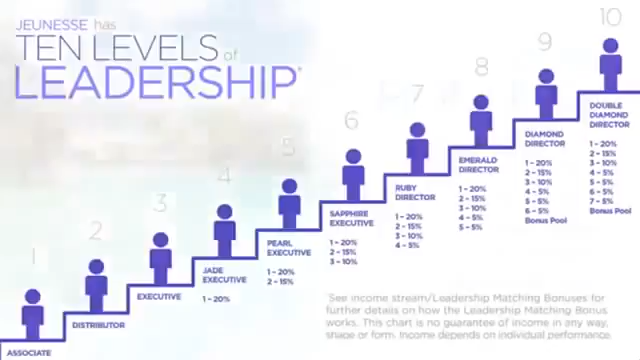 JEUNESSE has
TEN LEVELS of
LEADERSHIP*
1
ASSOCIATE
2
DISTRIBUTOR
3
EXECUTIVE
4
JADE
EXECUTIVE
1 - 20%
5
PEARL
EXECUTIVE
1 - 20%
2 - 15%
6
SAPPHIRE
EXECUTIVE
1 - 20%
2 - 15%
3 - 10%
7
RUBY
DIRECTOR
1 - 20%
2 - 15%
3 - 10%
4 - 5%
8
EMERALD
DIRECTOR
1 - 20%
2 - 15%
3 - 10%
4 - 5%
5 - 5%
9
DIAMOND
DIRECTOR
1 - 20%
2 - 15%
3 - 10%
4 - 5%
5 - 5%
6 - 5%
Bonus Pool
10
DOUBLE
DIAMOND
DIRECTOR
1 - 20%
2 - 15%
3 - 10%
4 - 5%
5 - 5%
6 - 5%
7 - 5%
Bonus Pool
*See income stream/Leadership Matching Bonuses for
further details on how the Leadership Matching Bonus
works. This chart is no guarantee of income in any way,
shape or form. Income depends on individual performance.